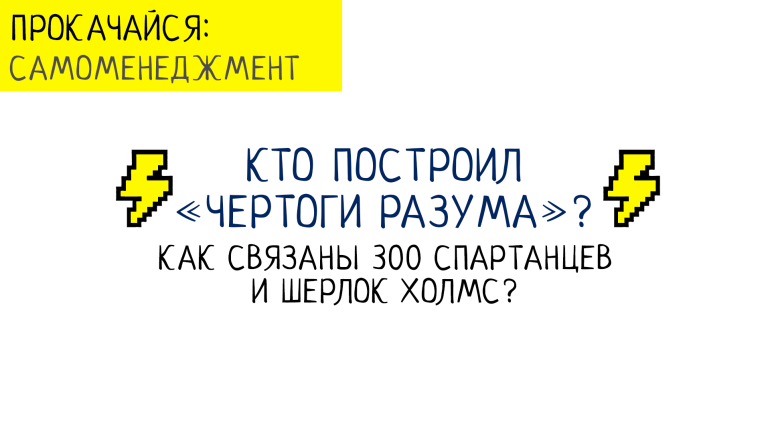 ПРОКАЧАЙСЯ:
САМОМЕНЕДЖМЕНТ
КТО ПОСТРОИЛ
«ЧЕРТОГИ РАЗУМА»?
КАК СВЯЗАНЫ 300 СПАРТАНЦЕВ
И ШЕРЛОК ХОЛМС?